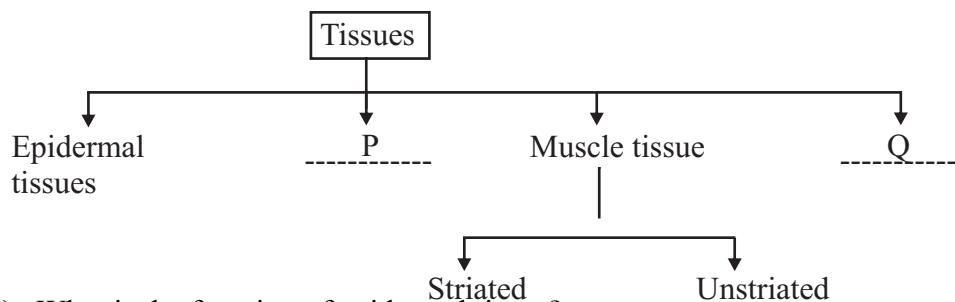 Tissues
Epidermal tissues
P
Muscle tissue
Q
Striated
Unstriated